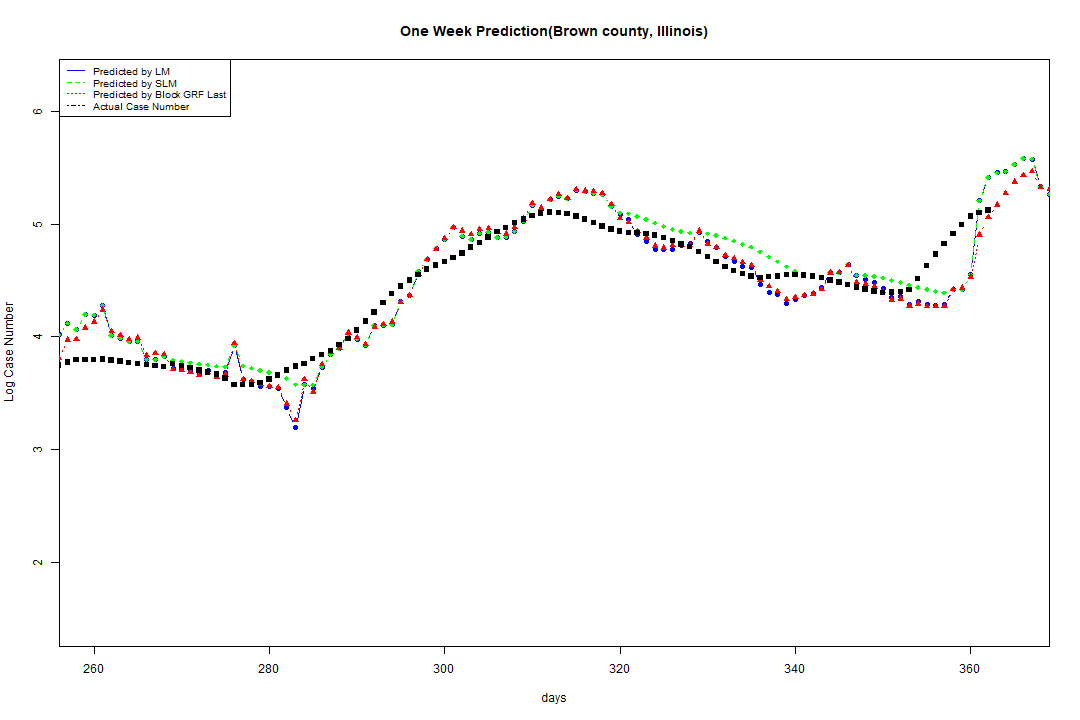 One Week Prediction(Brown county, Illinois)
Predicted by LM
Predicted by SLM
Predicted by Block GRF Last
Actual Case Number
6
5
4
3
2
Log Case Number
260 280 300 320 340 360
days